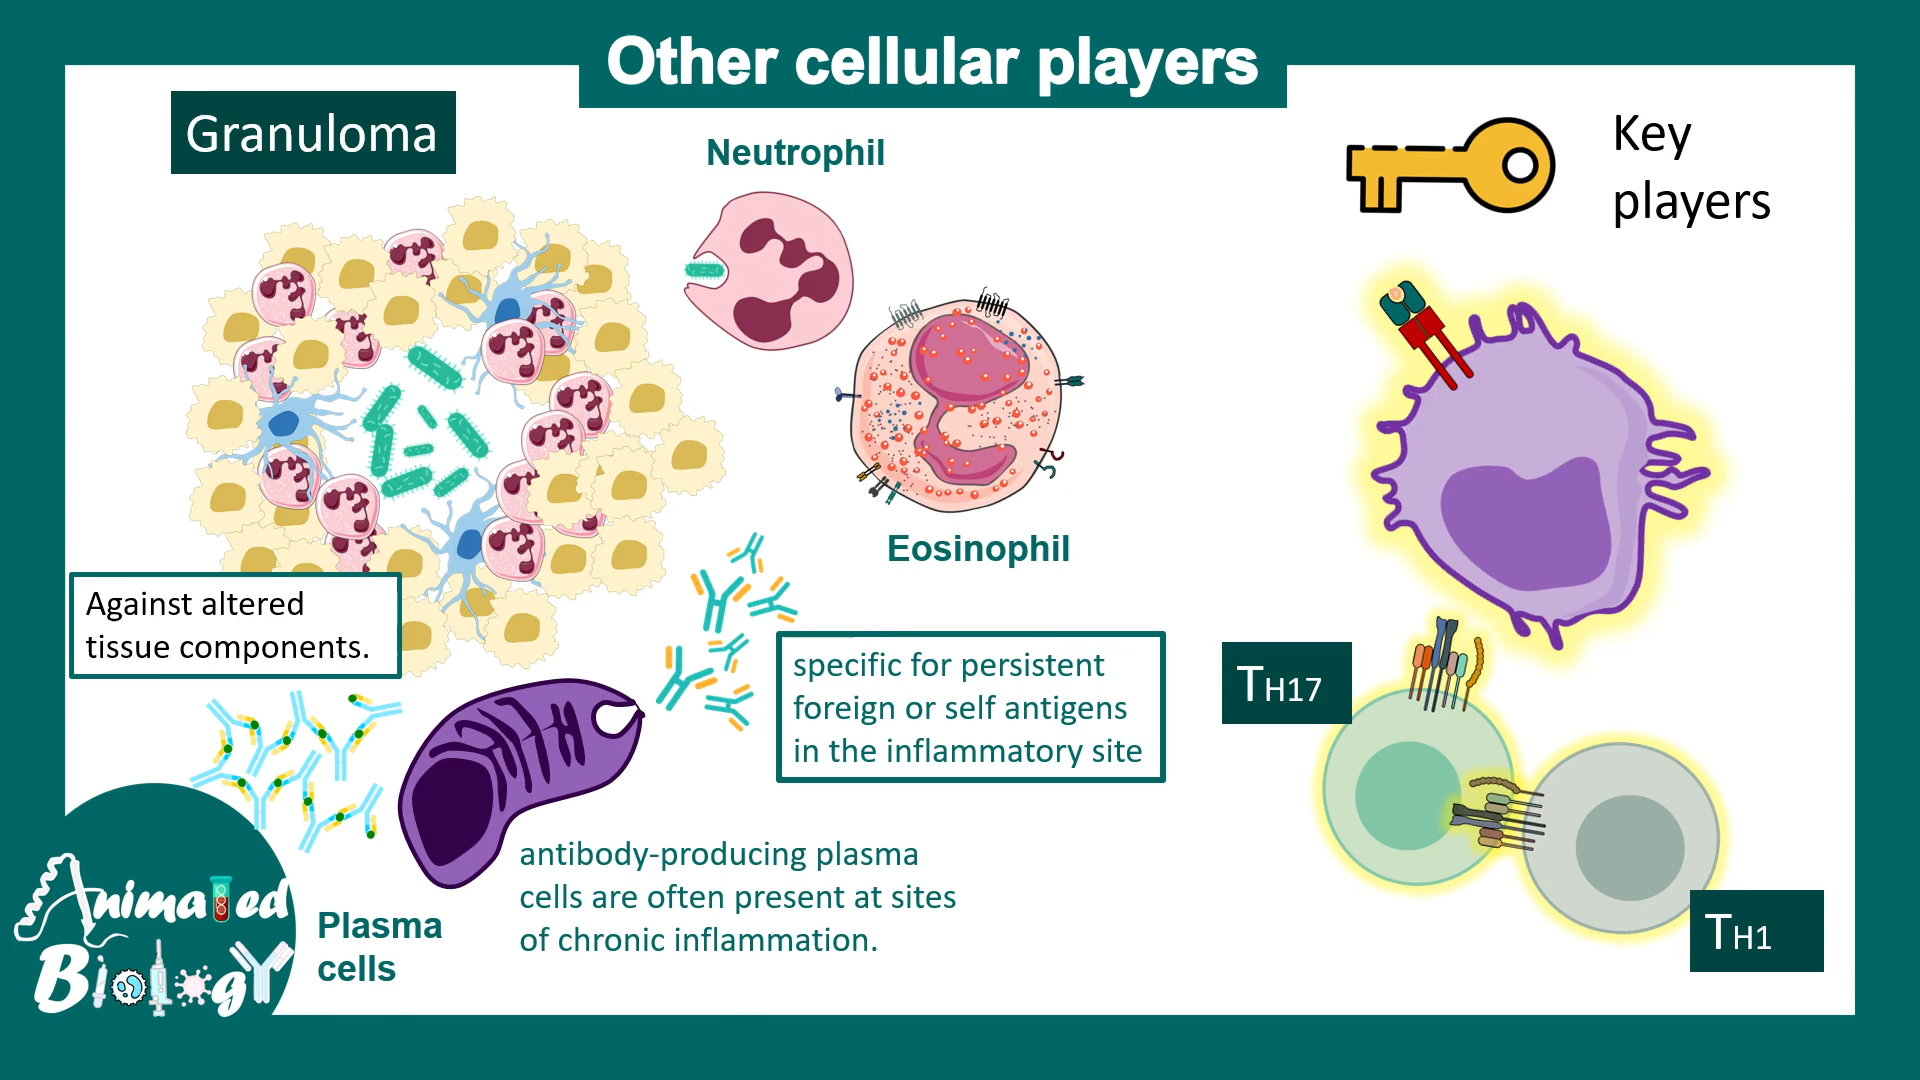 Other cellular players
Granuloma
Neutrophil
Key
players
Eosinophil
Against altered
tissue components.
specific for persistent
foreign or self antigens
in the inflammatory site
TH17
antibody-producing plasma
cells are often present at sites
of chronic inflammation.
Plasma
cells
TH1
Animated
Biology